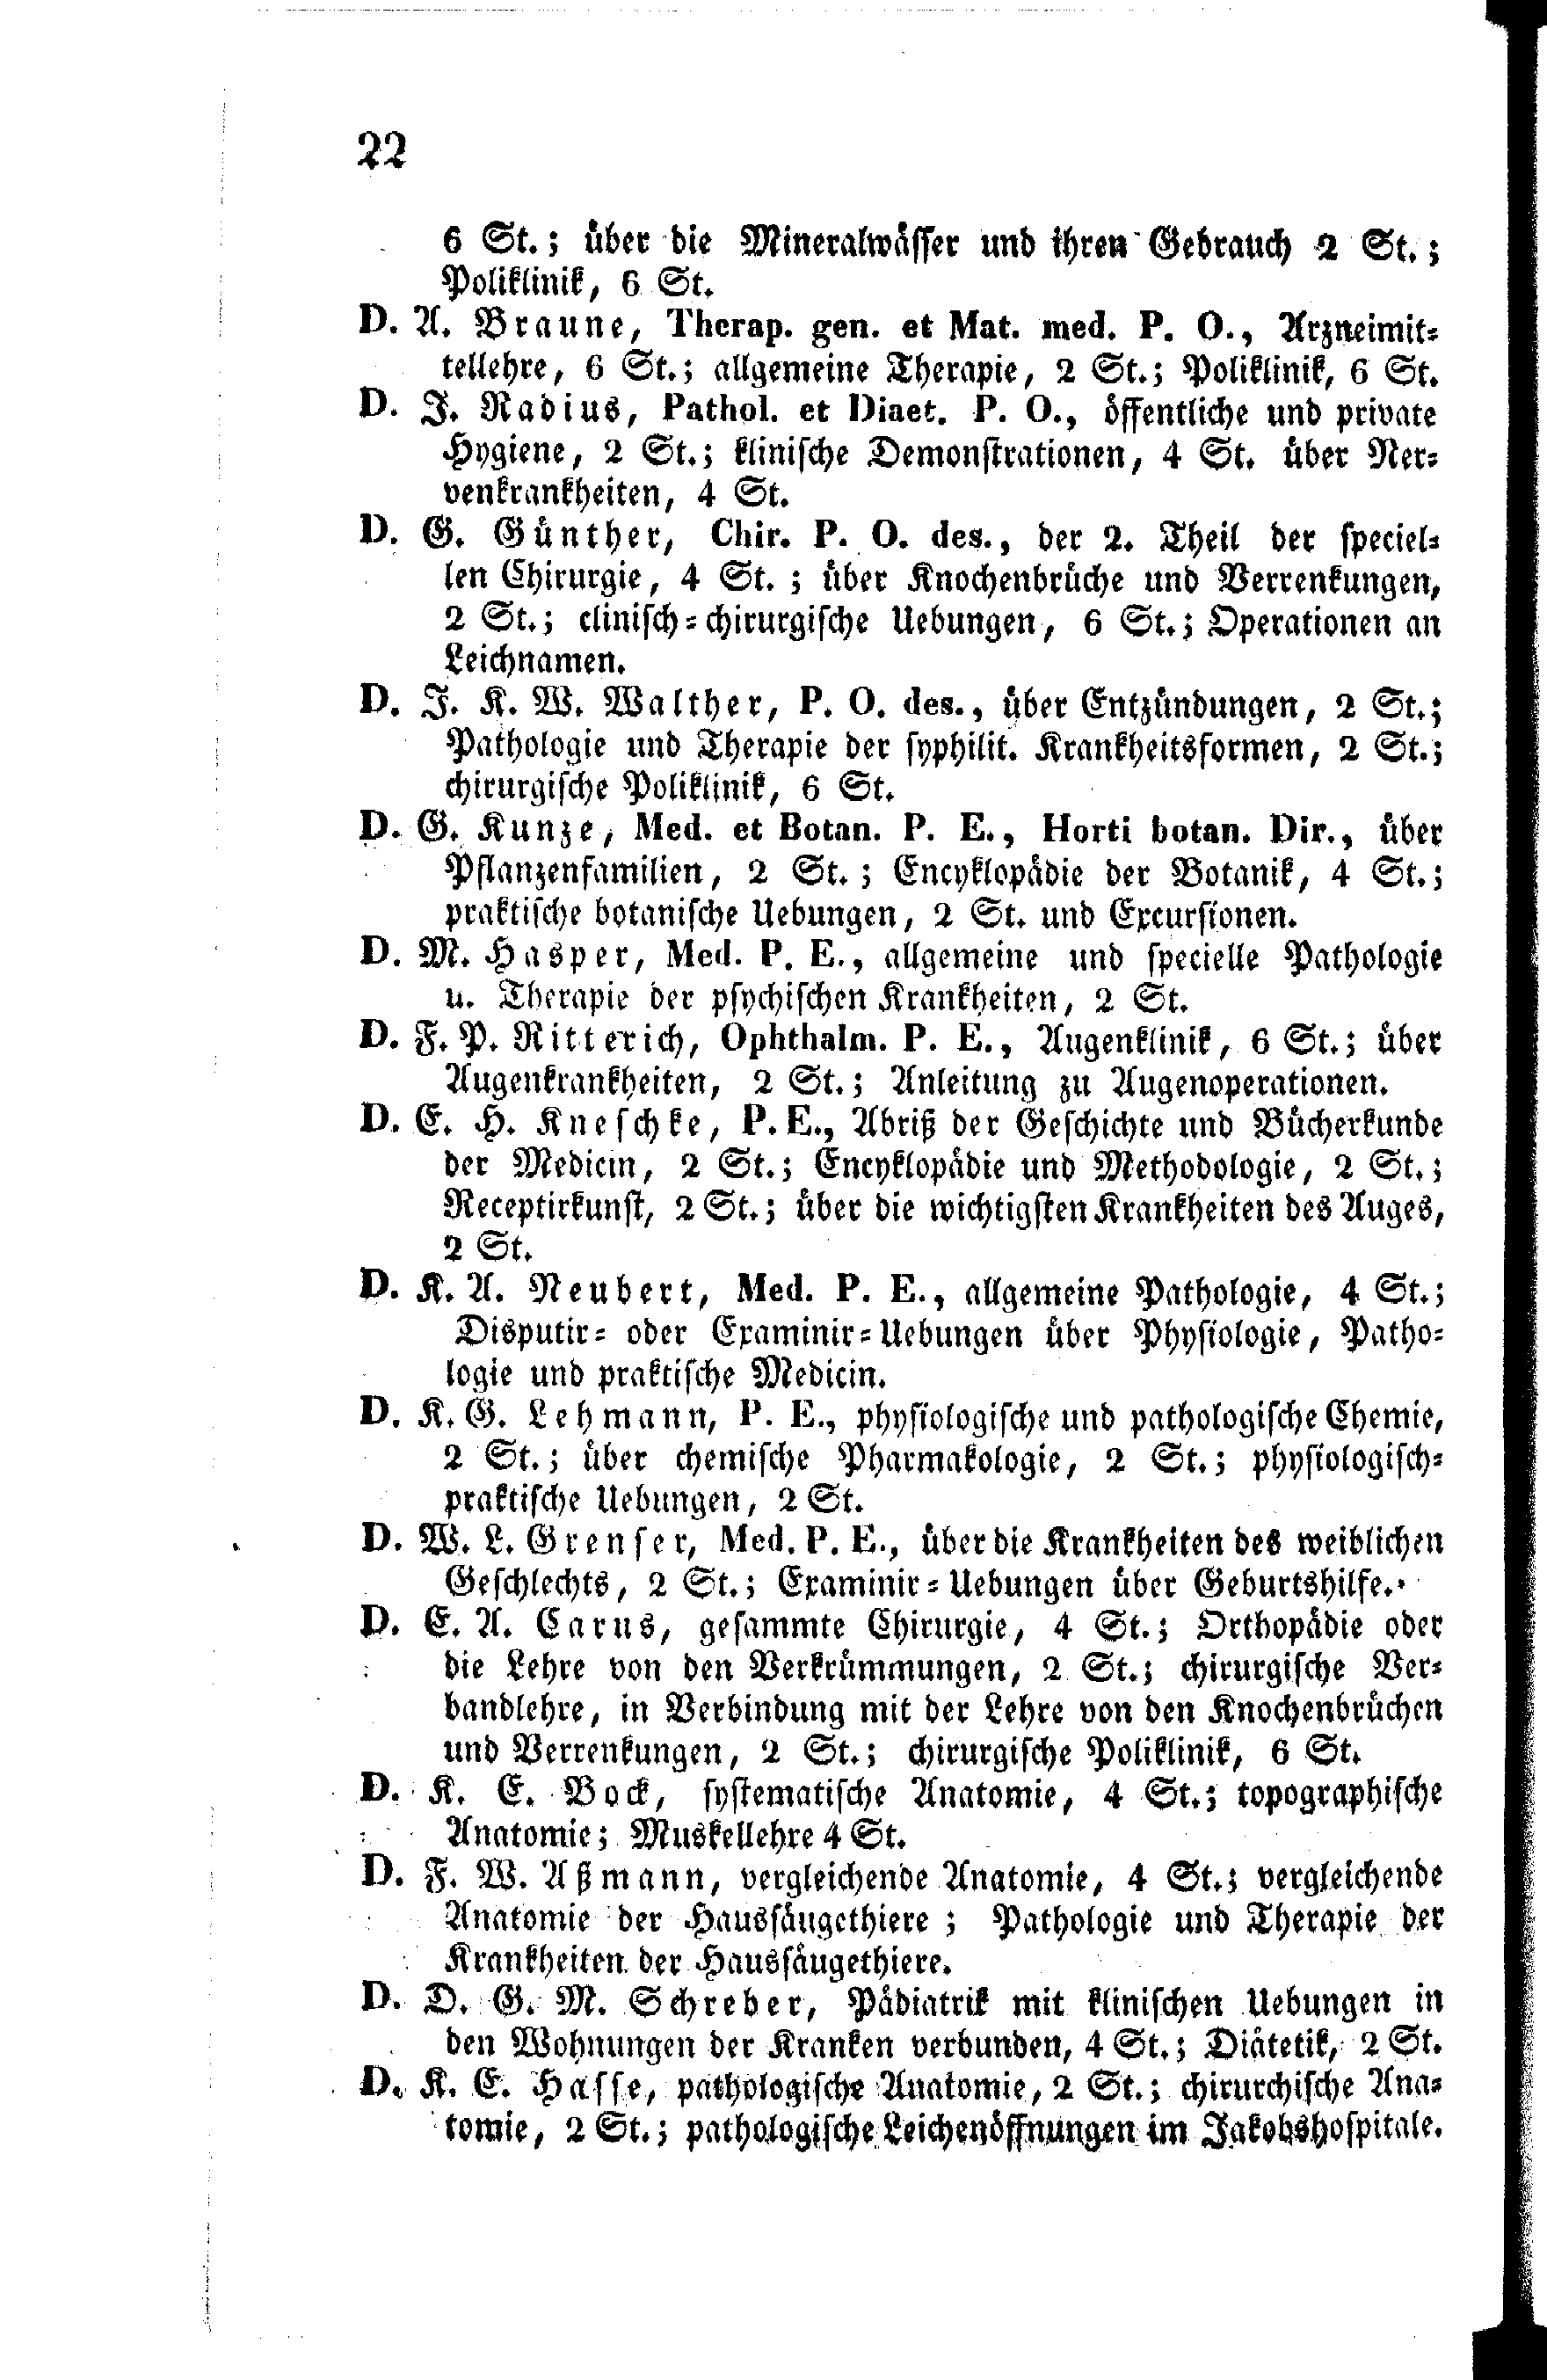 22
6 St.; über die Mineralwässer und ihren Gebrauch 2 St.;
Poliklinik, 6 St.
D. A. Braune, Therap. gen. et Mat. med. P. O., Arzneimit-
tellehre, 6 St.; allgemeine Therapie, 2 St.; Poliklinik, 6 St.
D. J. Radius, Pathol. et Diaet. P. O., öffentliche und private
Hygiene, 2 St.; klinische Demonstrationen, 4 St. über Ner-
venkrankheiten, 4 St.
D. G. Günther, Chir. P. O. des., der 2. Theil der speciel-
len Chirurgie, 4 St.; über Knochenbrüche und Verrenkungen,
2 St.; clinisch-chirurgische Uebungen, 6 St.; Operationen an
Leichnamen.
D. J. K. W. Walther, P. O. des., über Entzündungen, 2 St.;
Pathologie und Therapie der syphilit. Krankheitsformen, 2 St.;
chirurgische Poliklinik, 6 St.
D. G. Kunze, Med. et Botan. P. E., Horti botan. Dir., über
Pflanzenfamilien, 2 St.; Encyklopädie der Botanik, 4 St.;
praktische botanische Uebungen, 2 St. und Excursionen.
D. M. Hasper, Med. P. E., allgemeine und specielle Pathologie
u. Therapie der psychischen Krankheiten, 2 St.
D. F. P. Ritterich, Ophthalm. P. E., Augenklinik, 6 St.; über
Augenkrankheiten, 2 St.; Anleitung zu Augenoperationen.
D. E. H. Kneschke, P. E., Abriß der Geschichte und Bücherkunde
der Medicin, 2 St.; Encyklopädie und Methodologie, 2 St.;
Receptirkunst, 2 St.; über die wichtigsten Krankheiten des Auges,
2 St.
D. K. A. Neubert, Med. P. E., allgemeine Pathologie, 4 St.;
Disputir- oder Examinir-Uebungen über Physiologie, Patho-
logie und praktische Medicin.
D. K. G. Lehmann, P. E., physiologische und pathologische Chemie,
2 St.; über chemische Pharmakologie, 2 St.; physiologisch-
praktische Uebungen, 2 St.
D. W. L. Grenser, Med. P. E., über die Krankheiten des weiblichen
Geschlechts, 2 St.; Examinir-Uebungen über Geburtshilfe.
D. E. A. Carus, gesammte Chirurgie, 4 St.; Orthopädie oder
die Lehre von den Verkrümmungen, 2 St.; chirurgische Ver-
bandlehre, in Verbindung mit der Lehre von den Knochenbrüchen
und Verrenkungen, 2 St.; chirurgische Poliklinik, 6 St.
D. K. E. Bock, systematische Anatomie, 4 St.; topographische
Anatomie; Muskellehre 4 St.
D. F. W. Aßmann, vergleichende Anatomie, 4 St.; vergleichende
Anatomie der Haussäugethiere; Pathologie und Therapie der
Krankheiten der Haussäugethiere.
D. D. G. M. Schreber, Pädiatrik mit klinischen Uebungen in
den Wohnungen der Kranken verbunden, 4 St.; Diätetik, 2 St.
D. K. E. Hasse, pathologische Anatomie, 2 St.; chirurchische Ana-
tomie, 2 St.; pathologische Leichenöffnungen im Jakobshospitale.